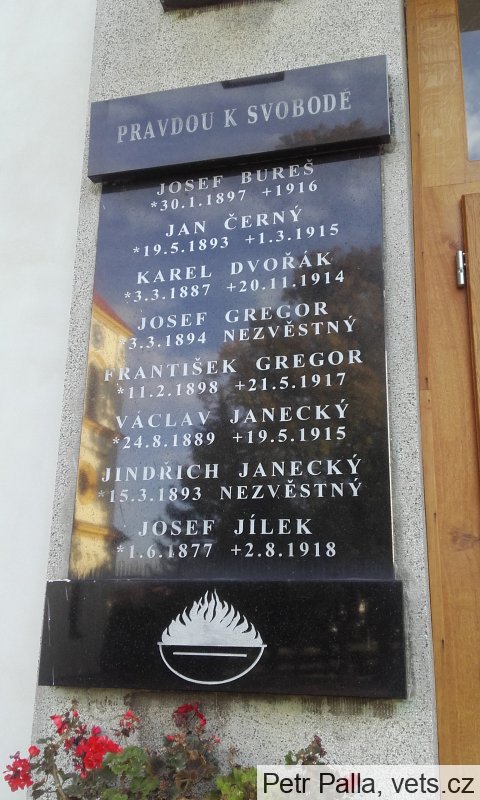 PRAVDOU K SVOBODĚ
JOSEF BUREŠ
*30.1.1897 +1916
JAN ČERNÝ
*19.5.1893 +1.3.1915
KAREL DVOŘÁK
*3.3.1887 +20.11.1914
JOSEF GREGOR
*3.3.1894 NEZVĚSTNÝ
FRANTIŠEK GREGOR
*11.2.1898 +21.5.1917
VÁCLAV JANECKÝ
*24.8.1889 +19.5.1915
JINDŘICH JANECKÝ
*15.3.1893 NEZVĚSTNÝ
JOSEF JÍLEK
*1.6.1877 +2.8.1918
Petr Palla, vets.cz